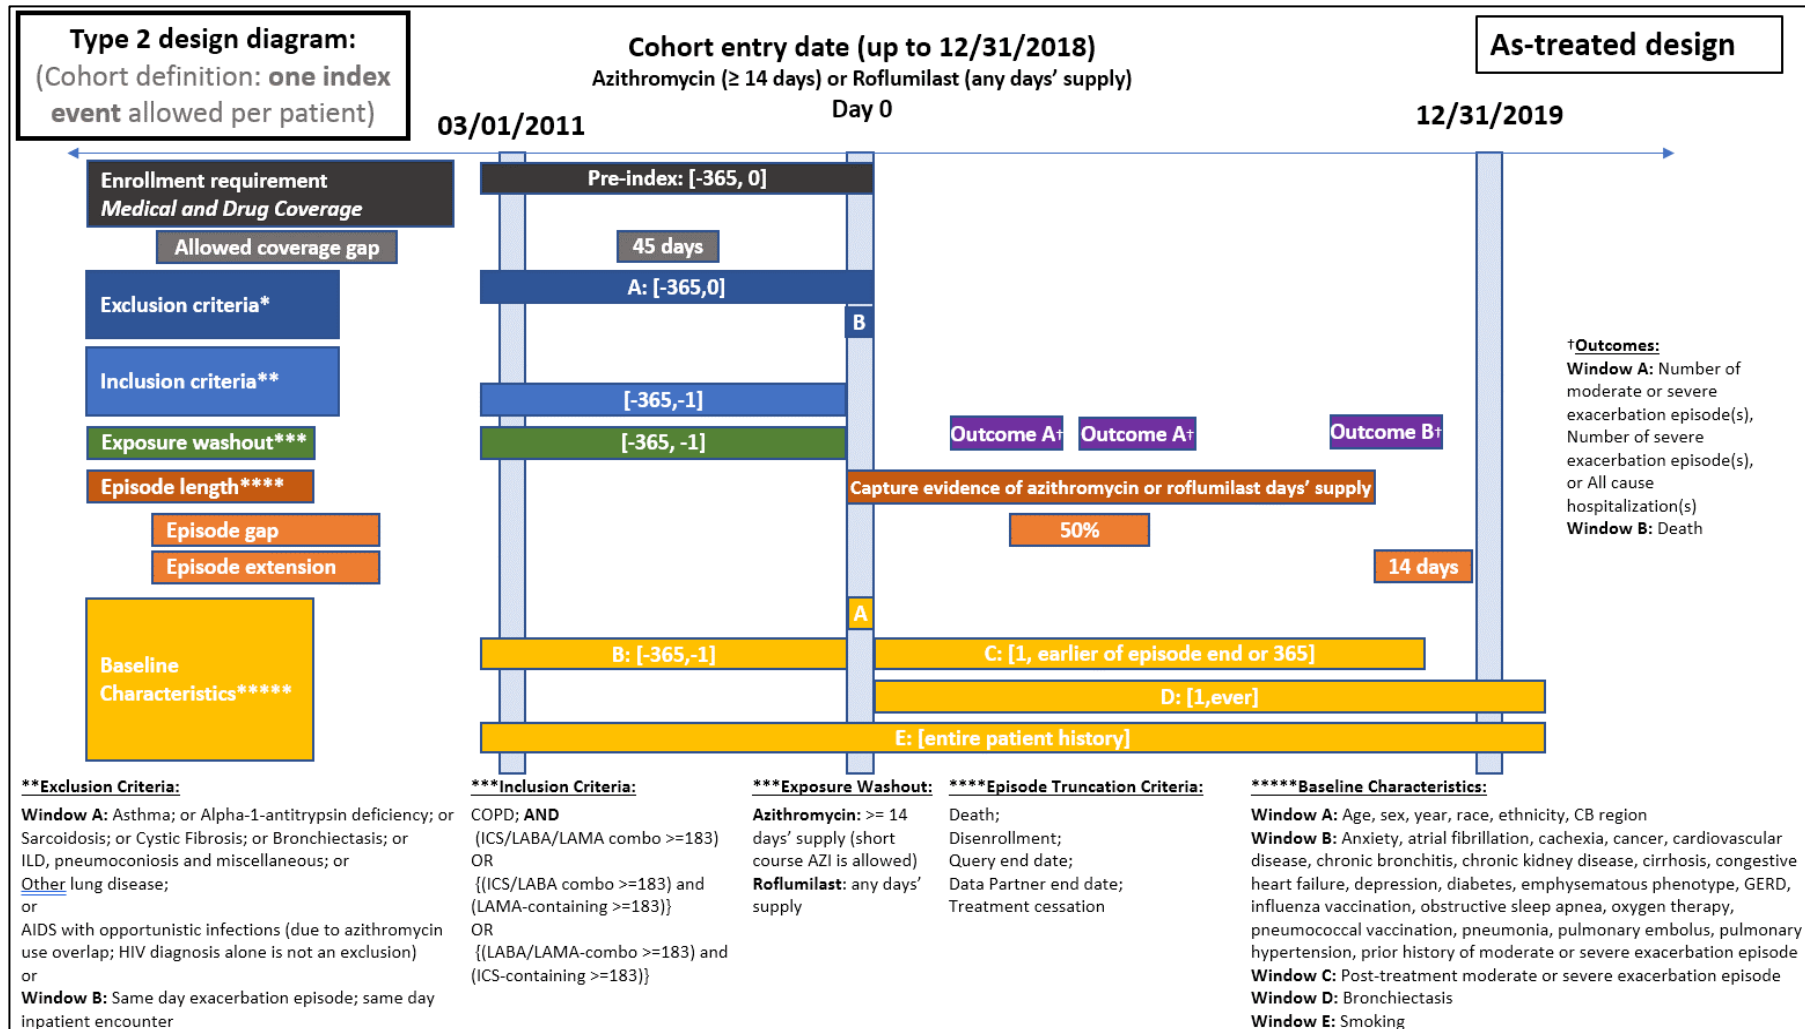 Type 2 design diagram:
(Cohort definition: one index
event allowed per patient)
Cohort entry date (up to 12/31/2018)
Azithromycin (≥ 14 days) or Roflumilast (any days’ supply)
Day 0
As-treated design
03/01/2011
12/31/2019
Enrollment requirement
Medical and Drug Coverage
Pre-index: [-365, 0]
Allowed coverage gap
45 days
Exclusion criteria*
A: [-365,0]
B
Inclusion criteria**
[-365,-1]
Exposure washout***
[-365, -1]
Outcome A†
Outcome A†
Outcome B†
Episode length****
Capture evidence of azithromycin or roflumilast days’ supply
Episode gap
50%
Episode extension
14 days
Baseline
Characteristics*****
A
B: [-365,-1]
C: [1, earlier of episode end or 365]
D: [1,ever]
E: [entire patient history]
†Outcomes:
Window A: Number of
moderate or severe
exacerbation episode(s),
Number of severe
exacerbation episode(s),
or All cause
hospitalization(s)
Window B: Death
**Exclusion Criteria:
Window A: Asthma; or Alpha-1-antitrypsin deficiency; or
Sarcoidosis; or Cystic Fibrosis; or Bronchiectasis; or
ILD, pneumoconiosis and miscellaneous; or
Other lung disease;
or
AIDS with opportunistic infections (due to azithromycin
use overlap; HIV diagnosis alone is not an exclusion)
or
Window B: Same day exacerbation episode; same day
inpatient encounter
***Inclusion Criteria:
COPD; AND
(ICS/LABA/LAMA combo >=183)
OR
{(ICS/LABA combo >=183) and
(LAMA-containing >=183)}
OR
{(LABA/LAMA-combo >=183) and
(ICS-containing >=183)}
***Exposure Washout:
Azithromycin: >= 14
days’ supply (short
course AZI is allowed)
Roflumilast: any days’
supply
****Episode Truncation Criteria:
Death;
Disenrollment;
Query end date;
Data Partner end date;
Treatment cessation
*****Baseline Characteristics:
Window A: Age, sex, year, race, ethnicity, CB region
Window B: Anxiety, atrial fibrillation, cachexia, cancer, cardiovascular
disease, chronic bronchitis, chronic kidney disease, cirrhosis, congestive
heart failure, depression, diabetes, emphysematous phenotype, GERD,
influenza vaccination, obstructive sleep apnea, oxygen therapy,
pneumococcal vaccination, pneumonia, pulmonary embolus, pulmonary
hypertension, prior history of moderate or severe exacerbation episode
Window C: Post-treatment moderate or severe exacerbation episode
Window D: Bronchiectasis
Window E: Smoking